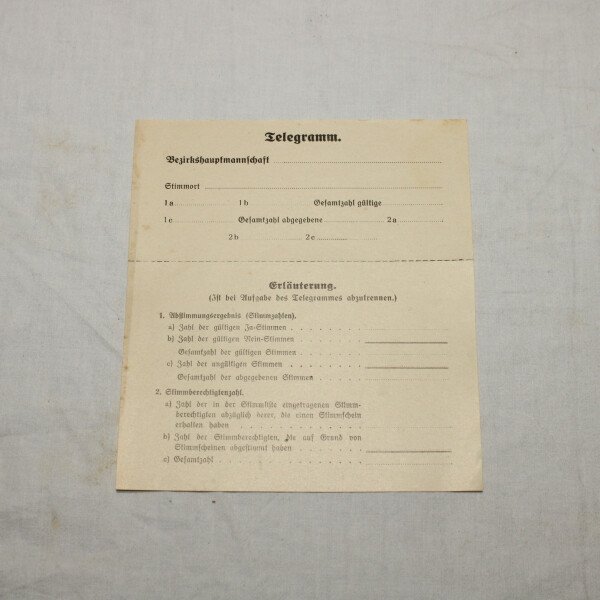 Telegramm.
Bezirkshauptmannschaft
Stimmort
1a 1b Gesamtzahl gültige
1c Gesamtzahl abgegebene 2a
2b 2c
Erläuterung.
(Ist bei Aufgabe des Telegrammes abzutrennen.)
1. Abstimmungsergebnis (Stimmzahlen).
a) Zahl der gültigen Ja-Stimmen
b) Zahl der gültigen Nein-Stimmen
Gesamtzahl der gültigen Stimmen
c) Zahl der ungültigen Stimmen
Gesamtzahl der abgegebenen Stimmen
2. Stimmberechtigtenzahl.
a) Zahl der in der Stimmliste eingetragenen Stimm-
berechtigten abzüglich derer, die einen Stimmschein
erhalten haben
b) Zahl der Stimmberechtigten, die auf Grund von
Stimmscheinen abgestimmt haben
c) Gesamtzahl